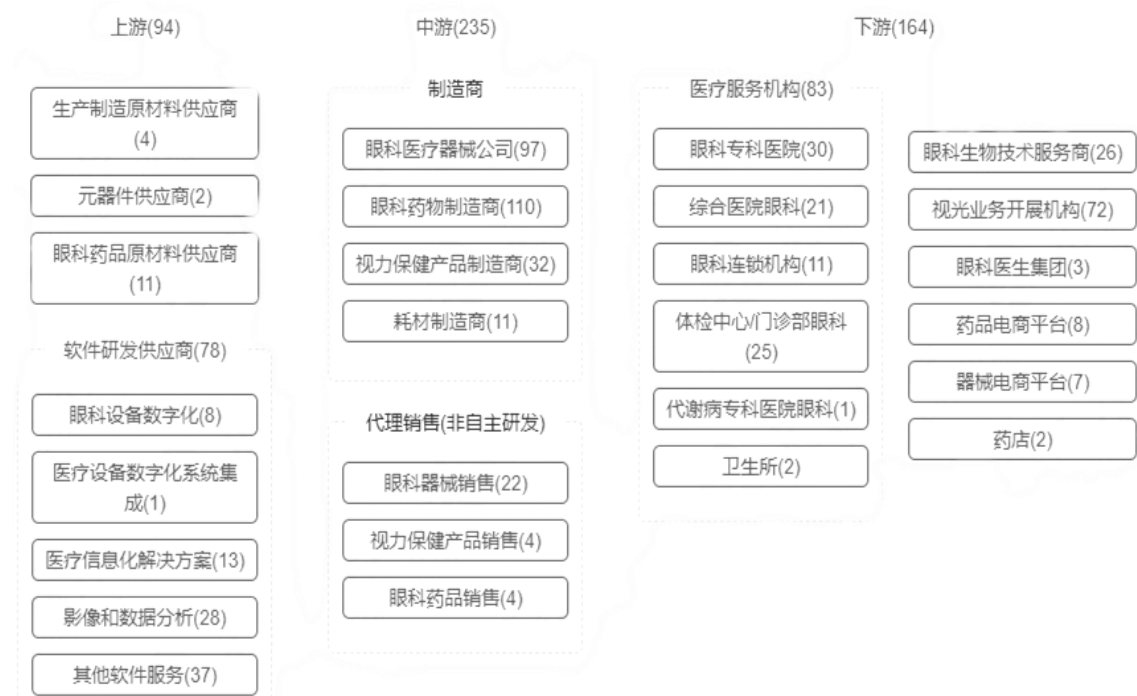 上游(94)
生产制造原材料供应商
(4)
元器件供应商(2)
眼科药品原材料供应商
(11)
软件研发供应商(78)
眼科设备数字化(8)
医疗设备数字化系统集
成(1)
医疗信息化解决方案(13)
影像和数据分析(28)
其他软件服务(37)
中游(235)
制造商
眼科医疗器械公司(97)
眼科药物制造商(110)
视力保健产品制造商(32)
耗材制造商(11)
代理销售(非自主研发)
眼科器械销售(22)
视力保健产品销售(4)
眼科药品销售(4)
下游(164)
医疗服务机构(83)
眼科专科医院(30)
综合医院眼科(21)
眼科连锁机构(11)
体检中心/门诊部眼科
(25)
代谢病专科医院眼科(1)
卫生所(2)
眼科生物技术服务商(26)
视光业务开展机构(72)
眼科医生集团(3)
药品电商平台(8)
器械电商平台(7)
药店(2)